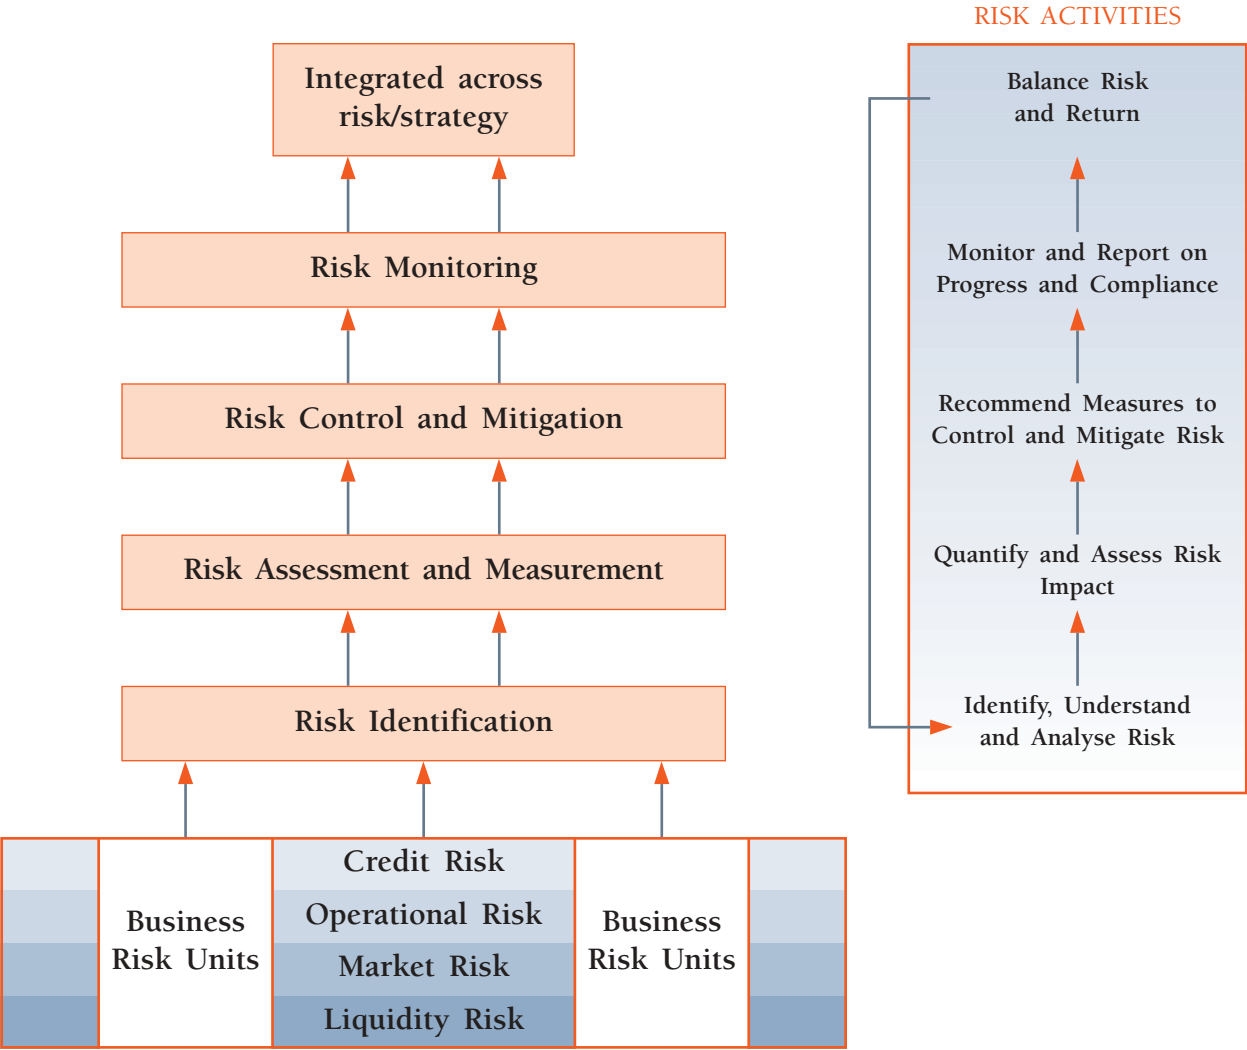 RISK ACTIVITIES
Integrated across
risk/strategy
Risk Monitoring
Risk Control and Mitigation
Risk Assessment and Measurement
Risk Identification
Business
Risk Units
Credit Risk
Operational Risk
Market Risk
Liquidity Risk
Business
Risk Units
Balance Risk
and Return
Monitor and Report on
Progress and Compliance
Recommend Measures to
Control and Mitigate Risk
Quantify and Assess Risk
Impact
Identify, Understand
and Analyse Risk